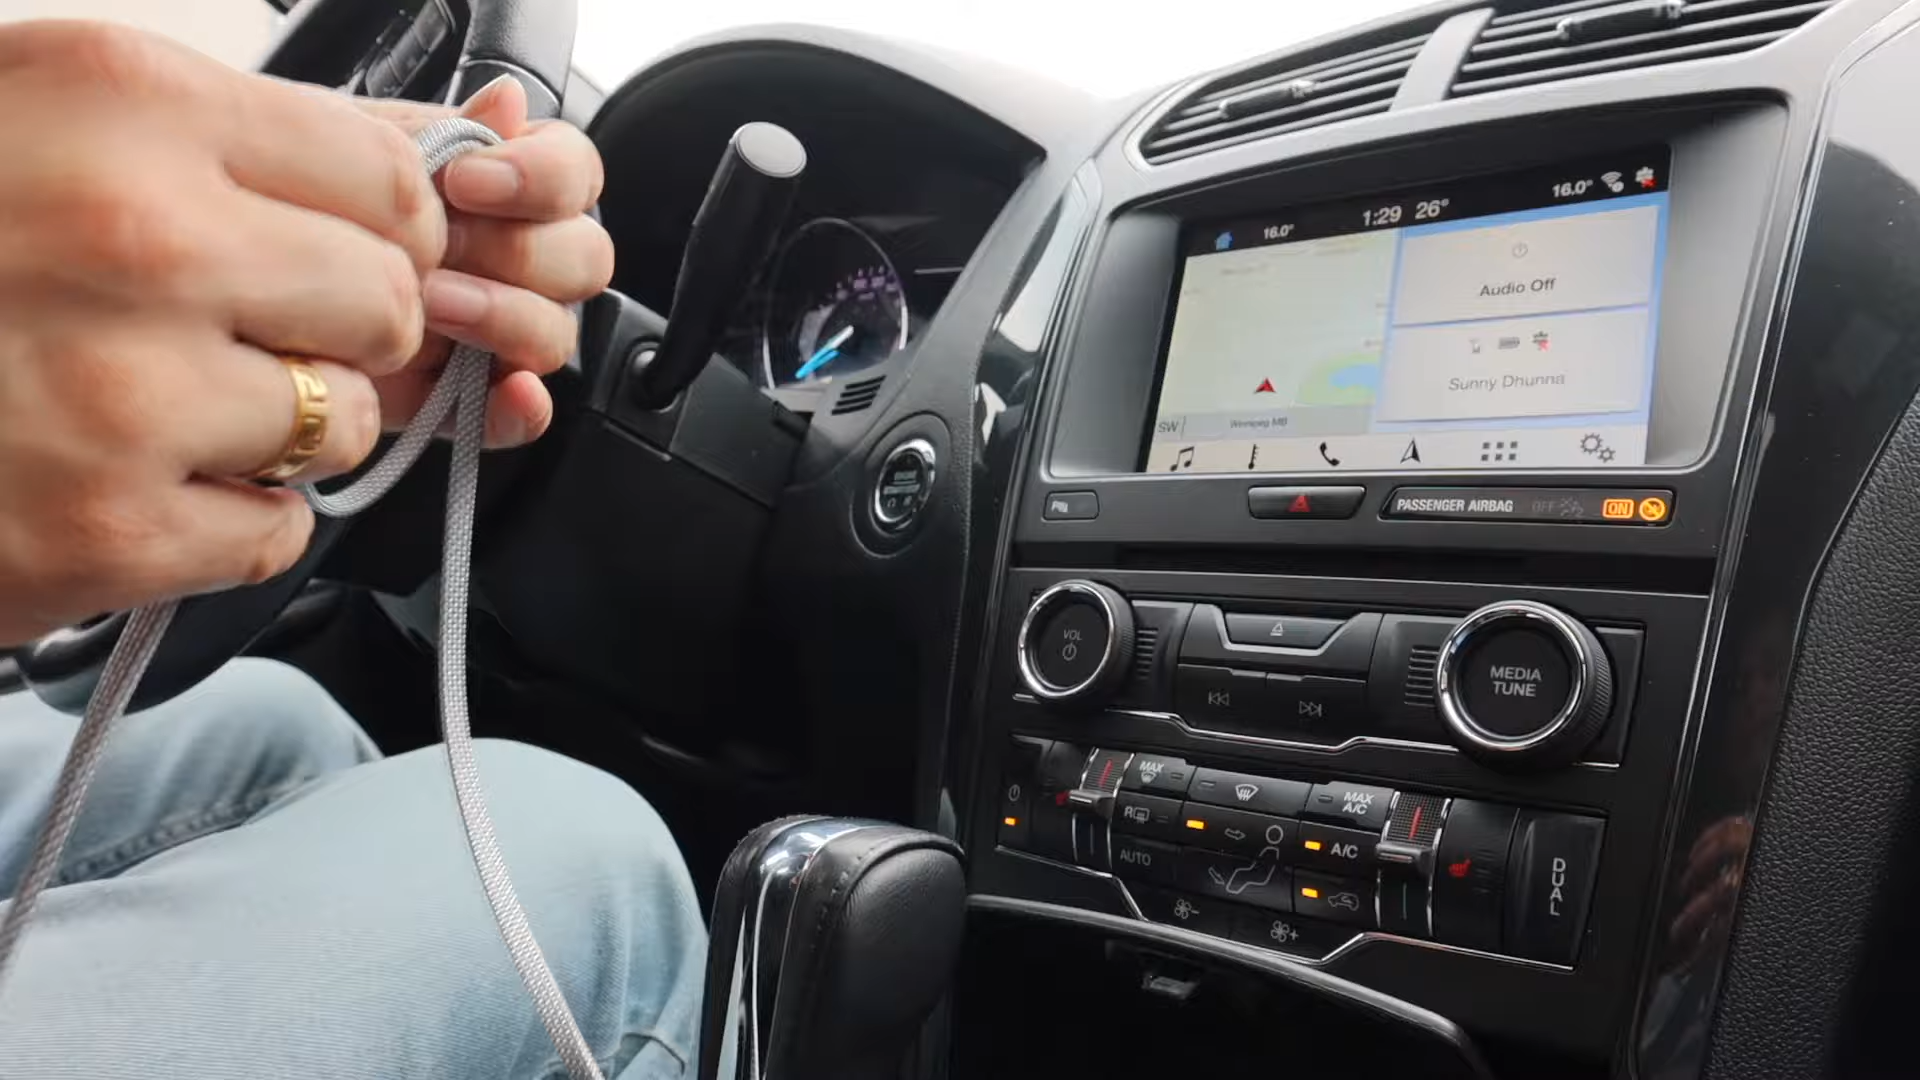 16.0° 1:29 26° 16.0°
Audio Off
Sunny Dhunna
SW Winnipeg MB
PASSENGER AIRBAG OFF ON
VOL
MEDIA
TUNE
MAX
MAX
A/C
R
AUTO
A/C
DUAL